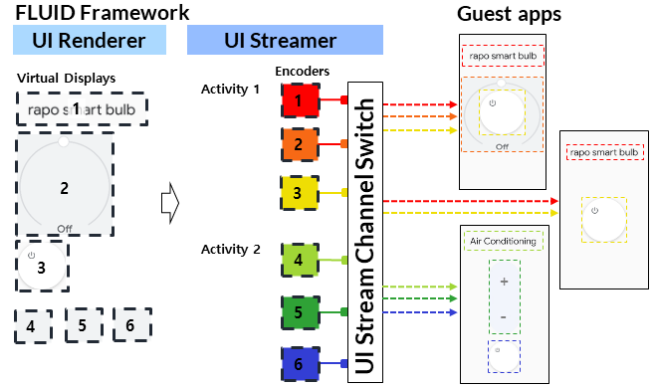 FLUID Framework
UI Renderer
UI Streamer
Guest apps
Virtual Displays
rapo smart bulb
1
2
Off
3
4
5
6
Encoders
Activity 1
1
2
3
Activity 2
4
5
6
UI Stream Channel Switch
rapo smart bulb
Off
rapo smart bulb
Air Conditioning
+
-